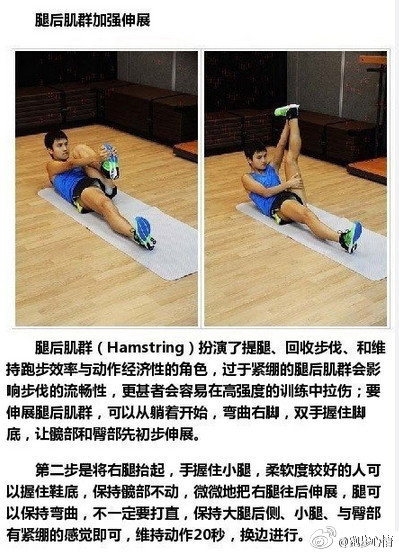 腿后肌群加强伸展
腿后肌群（Hamstring）扮演了提腿、回收步伐、和维
持跑步效率与动作经济性的角色，过于紧绷的腿后肌群会影
响步伐的流畅性，更甚者会容易在高强度的训练中拉伤；要
伸展腿后肌群，可以从躺着开始，弯曲右脚，双手握住脚
底，让髋部和臀部先初步伸展。
第二步是将右腿抬起，手握住小腿，柔软度较好的人可
以握住鞋底，保持髋部不动，微微地把右腿往后伸展，腿可
以保持弯曲，不一定要打直，保持大腿后侧、小腿、与臀部
有紧绷的感觉即可，维持动作20秒，换边进行。